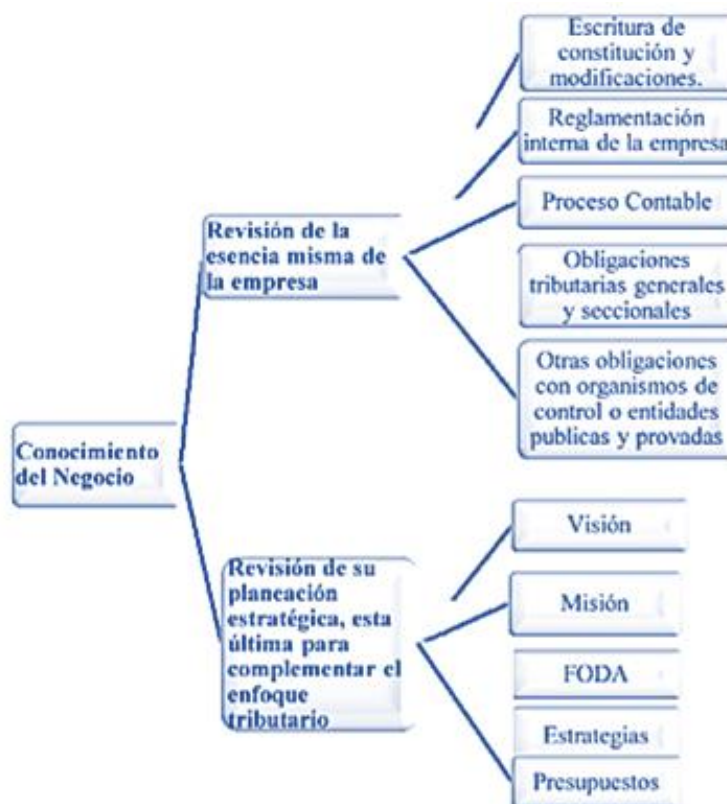 Escritura de
constitución y
modificaciones.
Reglamentación
interna de la empresa
Proceso Contable
Revisión de la
esencia misma de
la empresa
Obligaciones
tributarias generales
y seccionales
Otras obligaciones
con organismos de
control o entidades
publicas y provadas
Conocimiento
del Negocio
Visión
Revisión de su
planeación
estratégica, esta
última para
complementar el
enfoque
tributario
Misión
FODA
Estrategias
Presupuestos